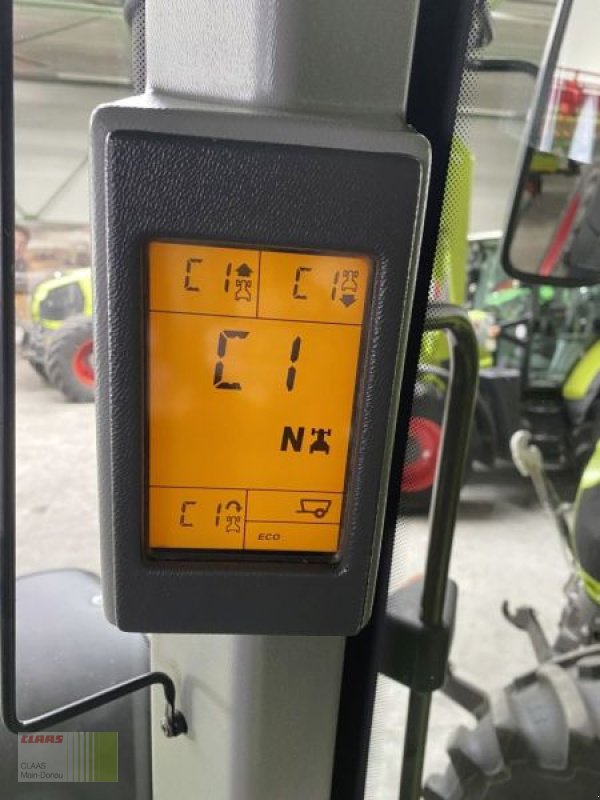 C1 C1
C1
N
C1
ECO
CLAAS
CLAAS
Main-Donau